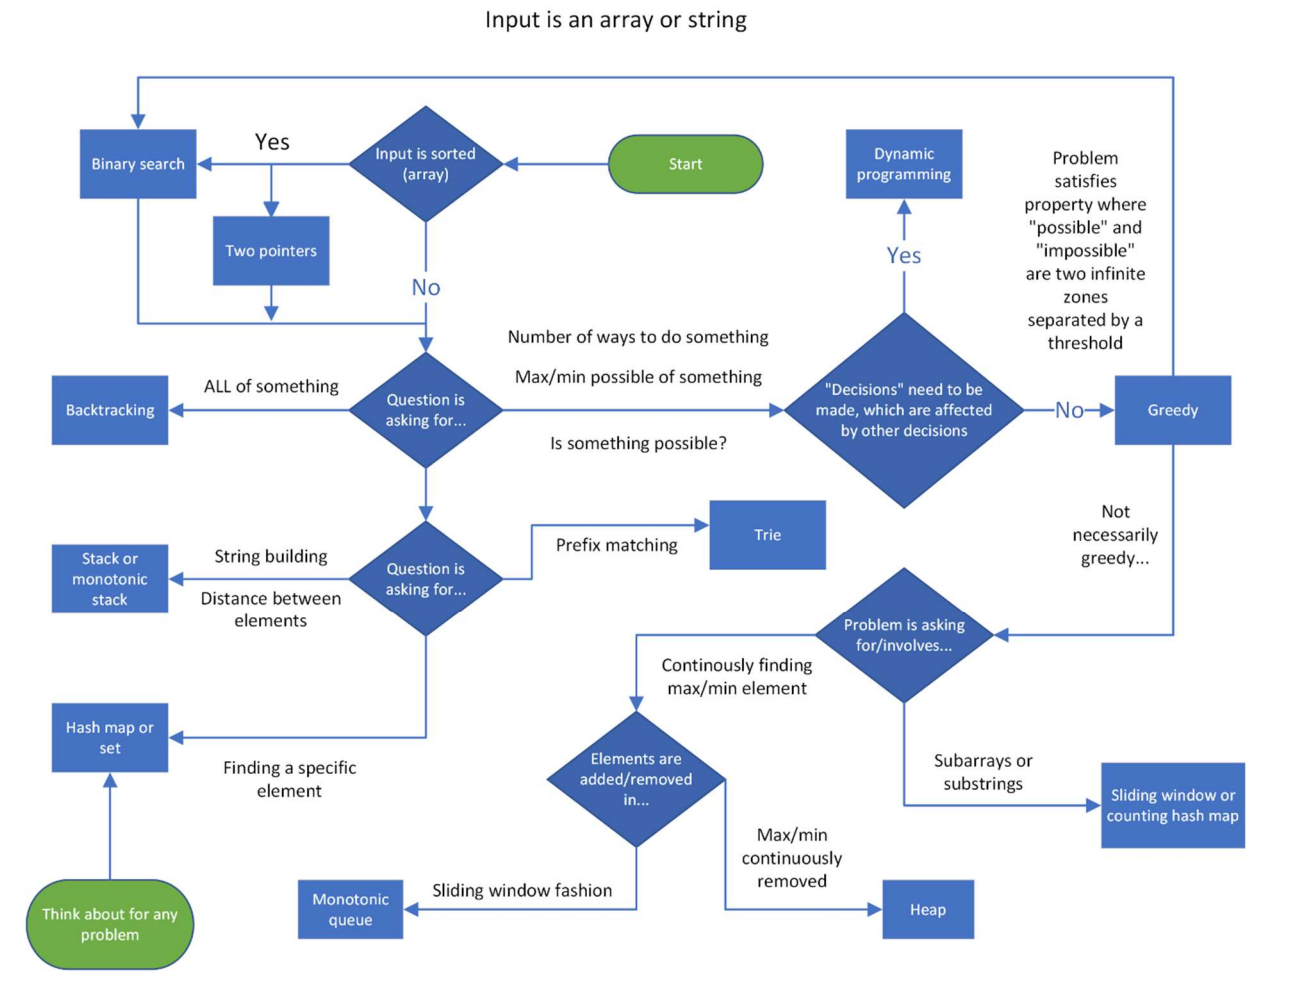 Input is an array or string
Yes
Input is sorted
(array)
Start
Binary search
Two pointers
No
Dynamic
programming
Yes
Problem
satisfies
property where
"possible" and
"impossible"
are two infinite
zones
separated by a
threshold
Number of ways to do something
Max/min possible of something
Is something possible?
ALL of something
Backtracking
Question is
asking for...
"Decisions" need to be
made, which are affected
by other decisions
No
Greedy
Not
necessarily
greedy...
Stack or
monotonic
stack
String building
Distance between
elements
Question is
asking for...
Prefix matching
Trie
Problem is asking
for/involves...
Continously finding
max/min element
Hash map or
set
Finding a specific
element
Elements are
added/removed
in...
Subarrays or
substrings
Sliding window or
counting hash map
Max/min
continuously
removed
Think about for any
problem
Monotonic
queue
Sliding window fashion
Heap